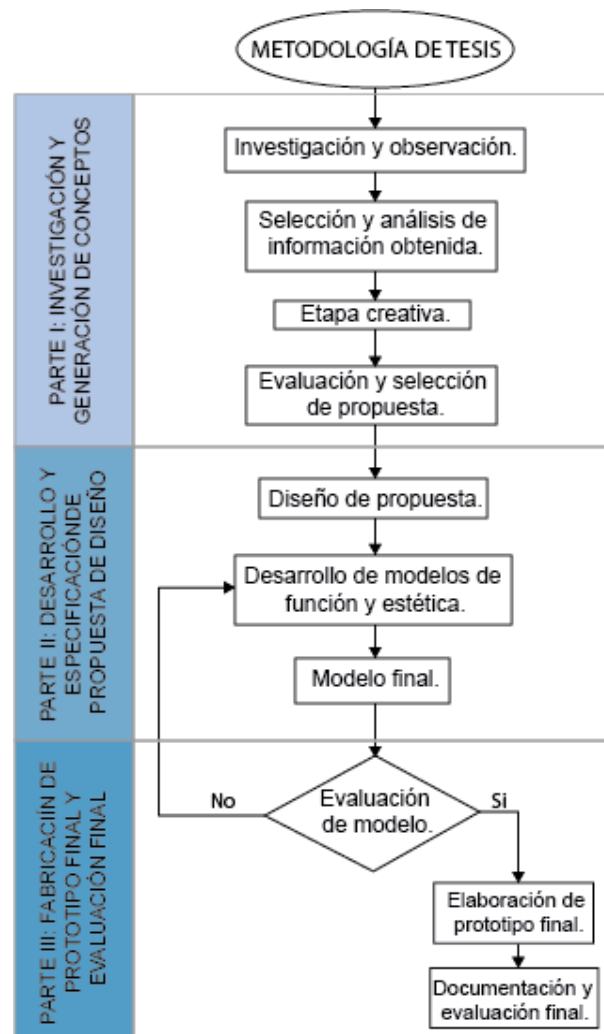 METODOLOGÍA DE TESIS
PARTE I: INVESTIGACIÓN Y
GENERACIÓN DE CONCEPTOS
Investigación y observación.
Selección y análisis de
información obtenida.
Etapa creativa.
Evaluación y selección
de propuesta.
PARTE II: DESARROLLO Y
ESPECIFICACIÓNDE
PROPUESTA DE DISEÑO
Diseño de propuesta.
Desarrollo de modelos de
función y estética.
Modelo final.
PARTE III: FABRICACIÍN DE
PROTOTIPO FINAL Y
EVALUACIÓN FINAL
No
Evaluación
de modelo.
Si
Elaboración de
prototipo final.
Documentación y
evaluación final.